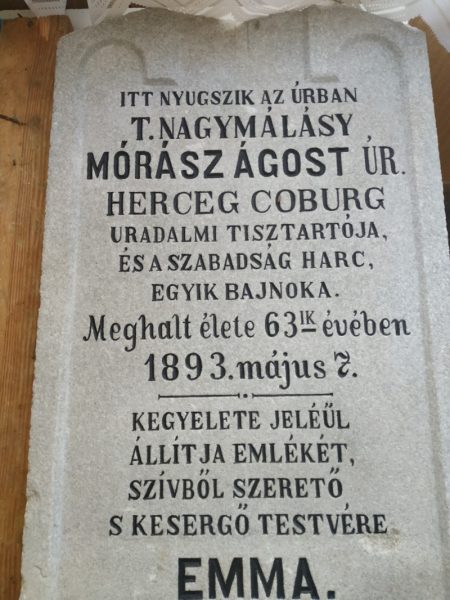 ITT NYUGSZIK AZ ÚRBAN
T. NAGYMÁLÁSY
MÓRÁSZ ÁGOST ÚR.
HERCEG COBURG
URADALMI TISZTARTÓJA,
ÉS A SZABADSÁG HARC,
EGYIK BAJNOKA.
Meghalt élete 63IK évében
1893. május 7.
KEGYELETE JELÉŰL
ÁLLÍTJA EMLÉKÉT,
SZÍVBŐL SZERETŐ
S KESERGŐ TESTVÉRE
EMMA.